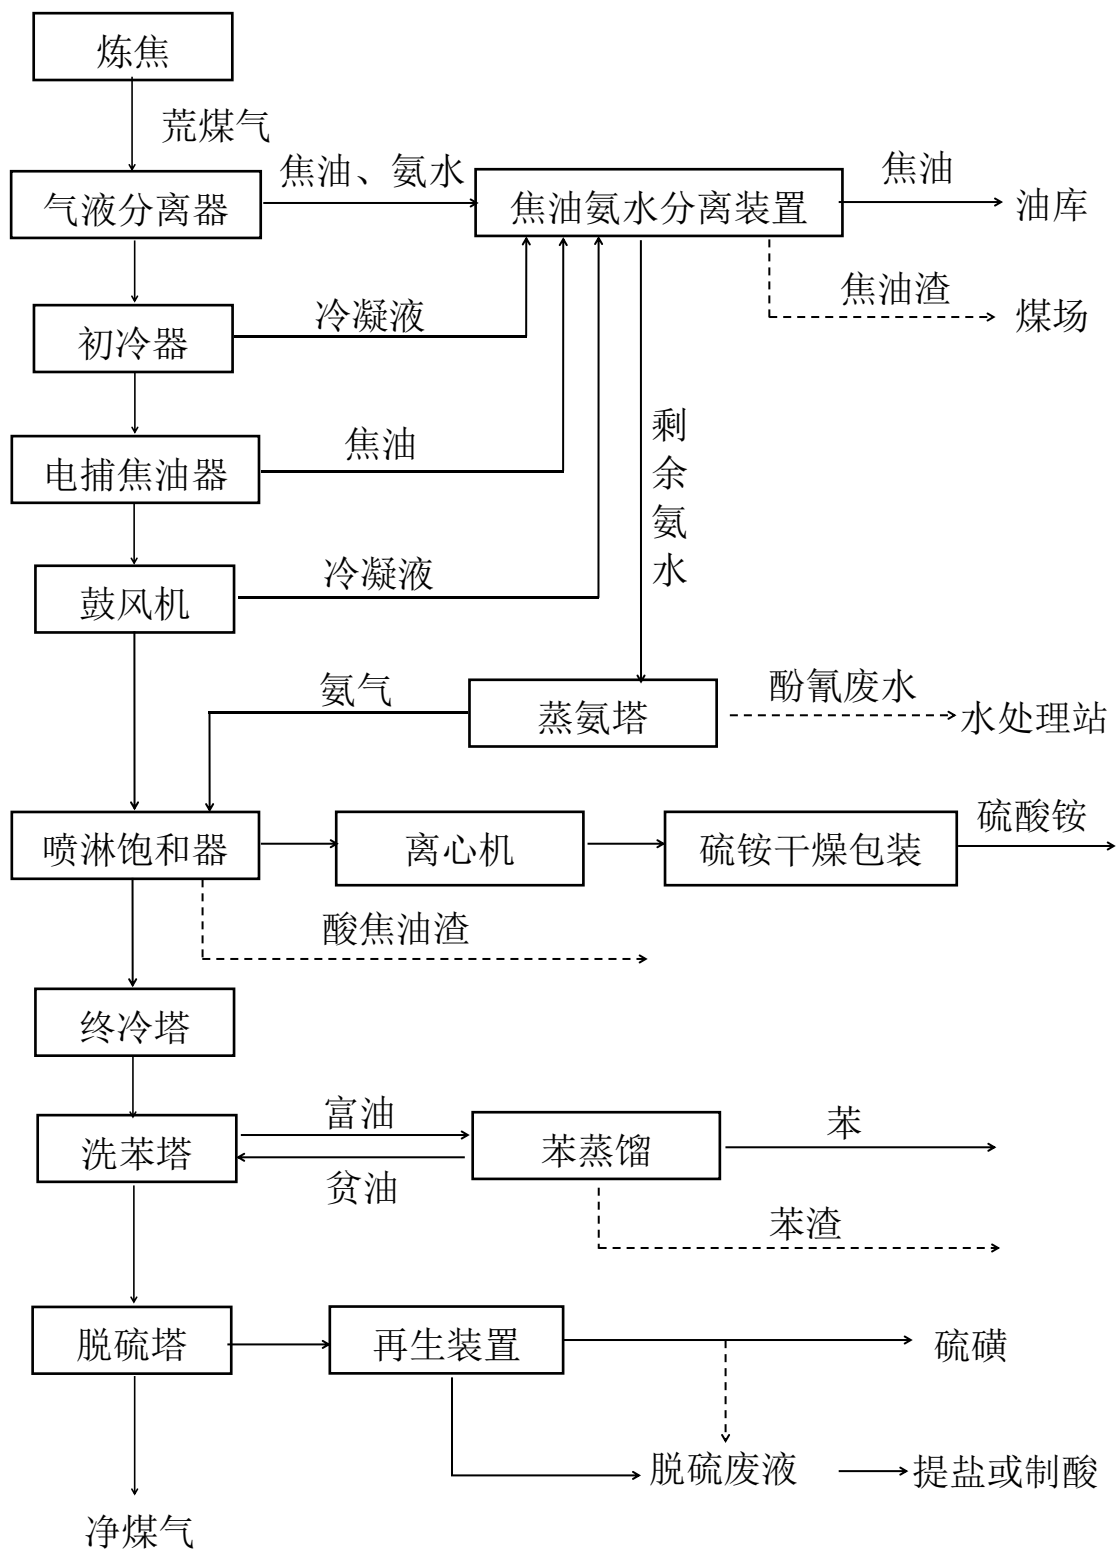 炼焦
荒煤气
焦油、氨水
焦油
气液分离器
焦油氨水分离装置
油库
焦油渣
冷凝液
煤场
初冷器
剩余氨水
焦油
电捕焦油器
冷凝液
鼓风机
氨气
酚氰废水
蒸氨塔
水处理站
硫酸铵
喷淋饱和器
离心机
硫铵干燥包装
酸焦油渣
终冷塔
富油
苯
洗苯塔
苯蒸馏
贫油
苯渣
脱硫塔
再生装置
硫磺
脱硫废液
提盐或制酸
净煤气